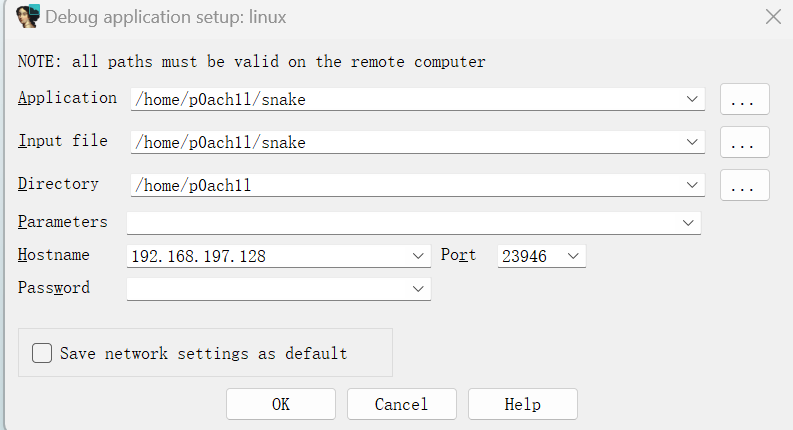 Debug application setup: linux
NOTE: all paths must be valid on the remote computer
Application /home/p0ach1l/snake ...
Input file /home/p0ach1l/snake ...
Directory /home/p0ach1l ...
Parameters
Hostname 192.168.197.128 Port 23946
Password
Save network settings as default
OK Cancel Help